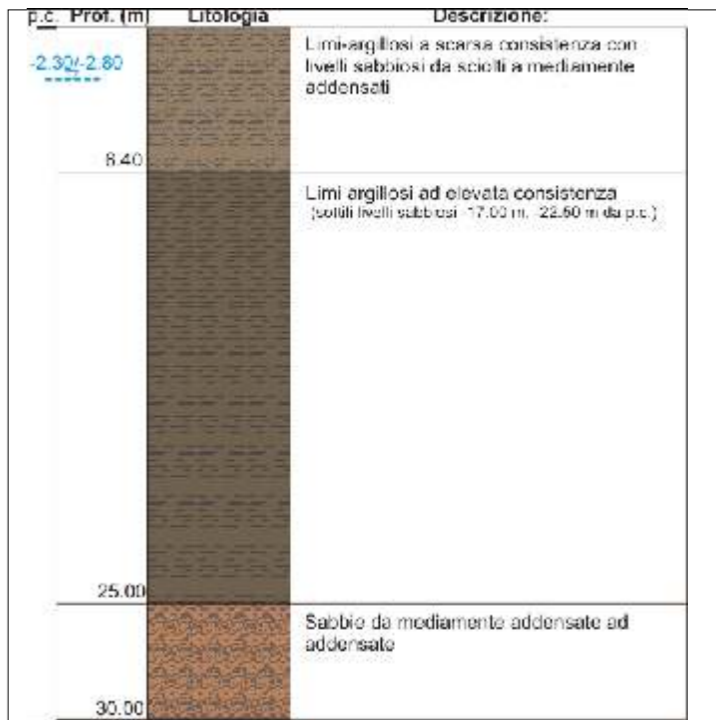 p.c. Prof. (m) Litologia Descrizione:
Limi-argillosi a scarsa consistenza con
-2.30/-2.80 livelli sabbiosi da sciolti a mediamente
addensati
6.40
Limi argillosi ad elevata consistenza
(sottili livelli sabbiosi -17.00 m, -22.50 m da p.c.)
25.00
Sabbie da mediamente addensate ad
addensate
30.00